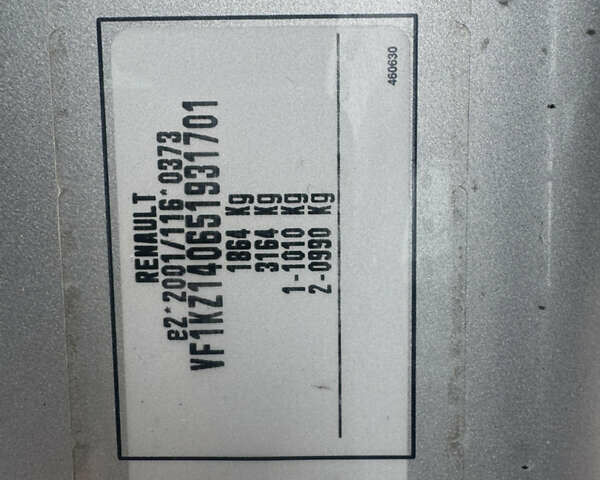 RENAULT
e2*2001/116*0373
VF1KZ140651931701
1864 Kg
3164 Kg
1-1010 Kg
2-0990 Kg
460630